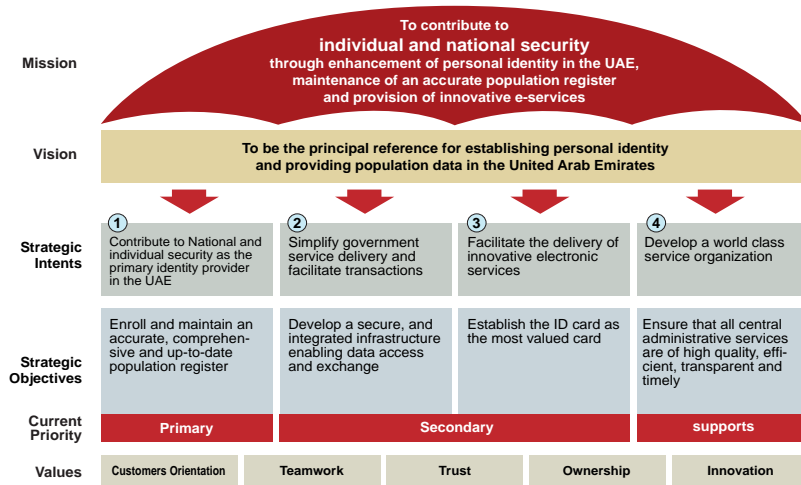 Mission
To contribute to
individual and national security
through enhancement of personal identity in the UAE,
maintenance of an accurate population register
and provision of innovative e-services
Vision
To be the principal reference for establishing personal identity
and providing population data in the United Arab Emirates
Strategic
Intents
1
Contribute to National and
individual security as the
primary identity provider
in the UAE
2
Simplify government
service delivery and
facilitate transactions
3
Facilitate the delivery of
innovative electronic
services
4
Develop a world class
service organization
Strategic
Objectives
Enroll and maintain an
accurate, comprehen-
sive and up-to-date
population register
Develop a secure, and
integrated infrastructure
enabling data access
and exchange
Establish the ID card as
the most valued card
Ensure that all central
administrative services
are of high quality, effi-
cient, transparent and
timely
Current
Priority
Primary
Secondary
supports
Values
Customers Orientation
Teamwork
Trust
Ownership
Innovation